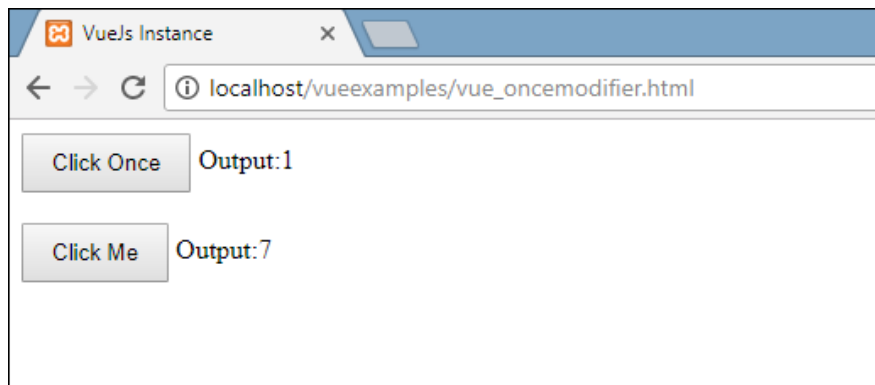 VueJs Instance
localhost/vueexamples/vue_oncemodifier.html
Click Once Output:1
Click Me Output:7